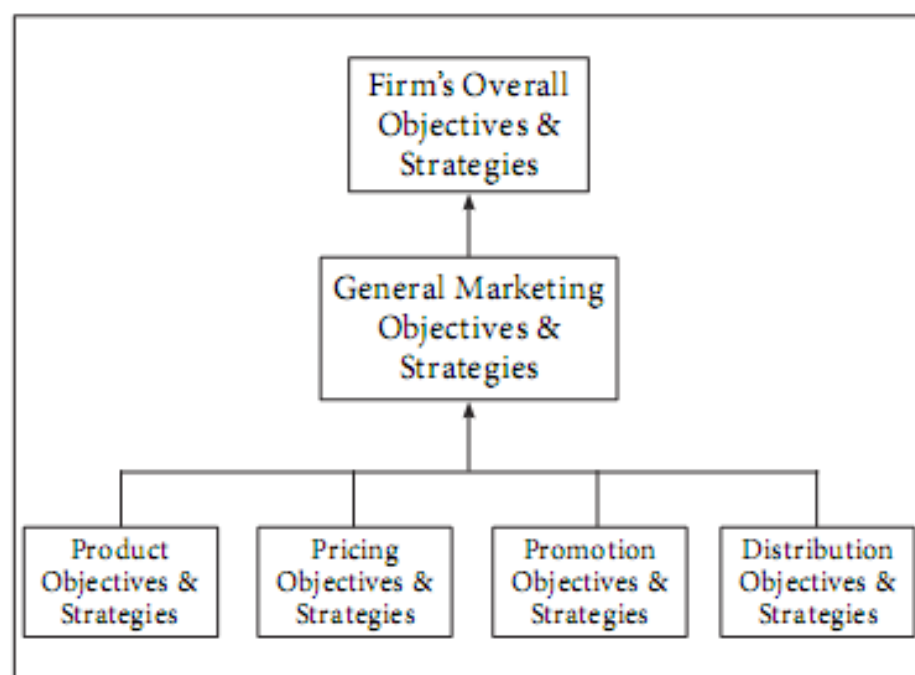 Firm's Overall
Objectives &
Strategies
General Marketing
Objectives &
Strategies
Product
Objectives &
Strategies
Pricing
Objectives &
Strategies
Promotion
Objectives &
Strategies
Distribution
Objectives &
Strategies